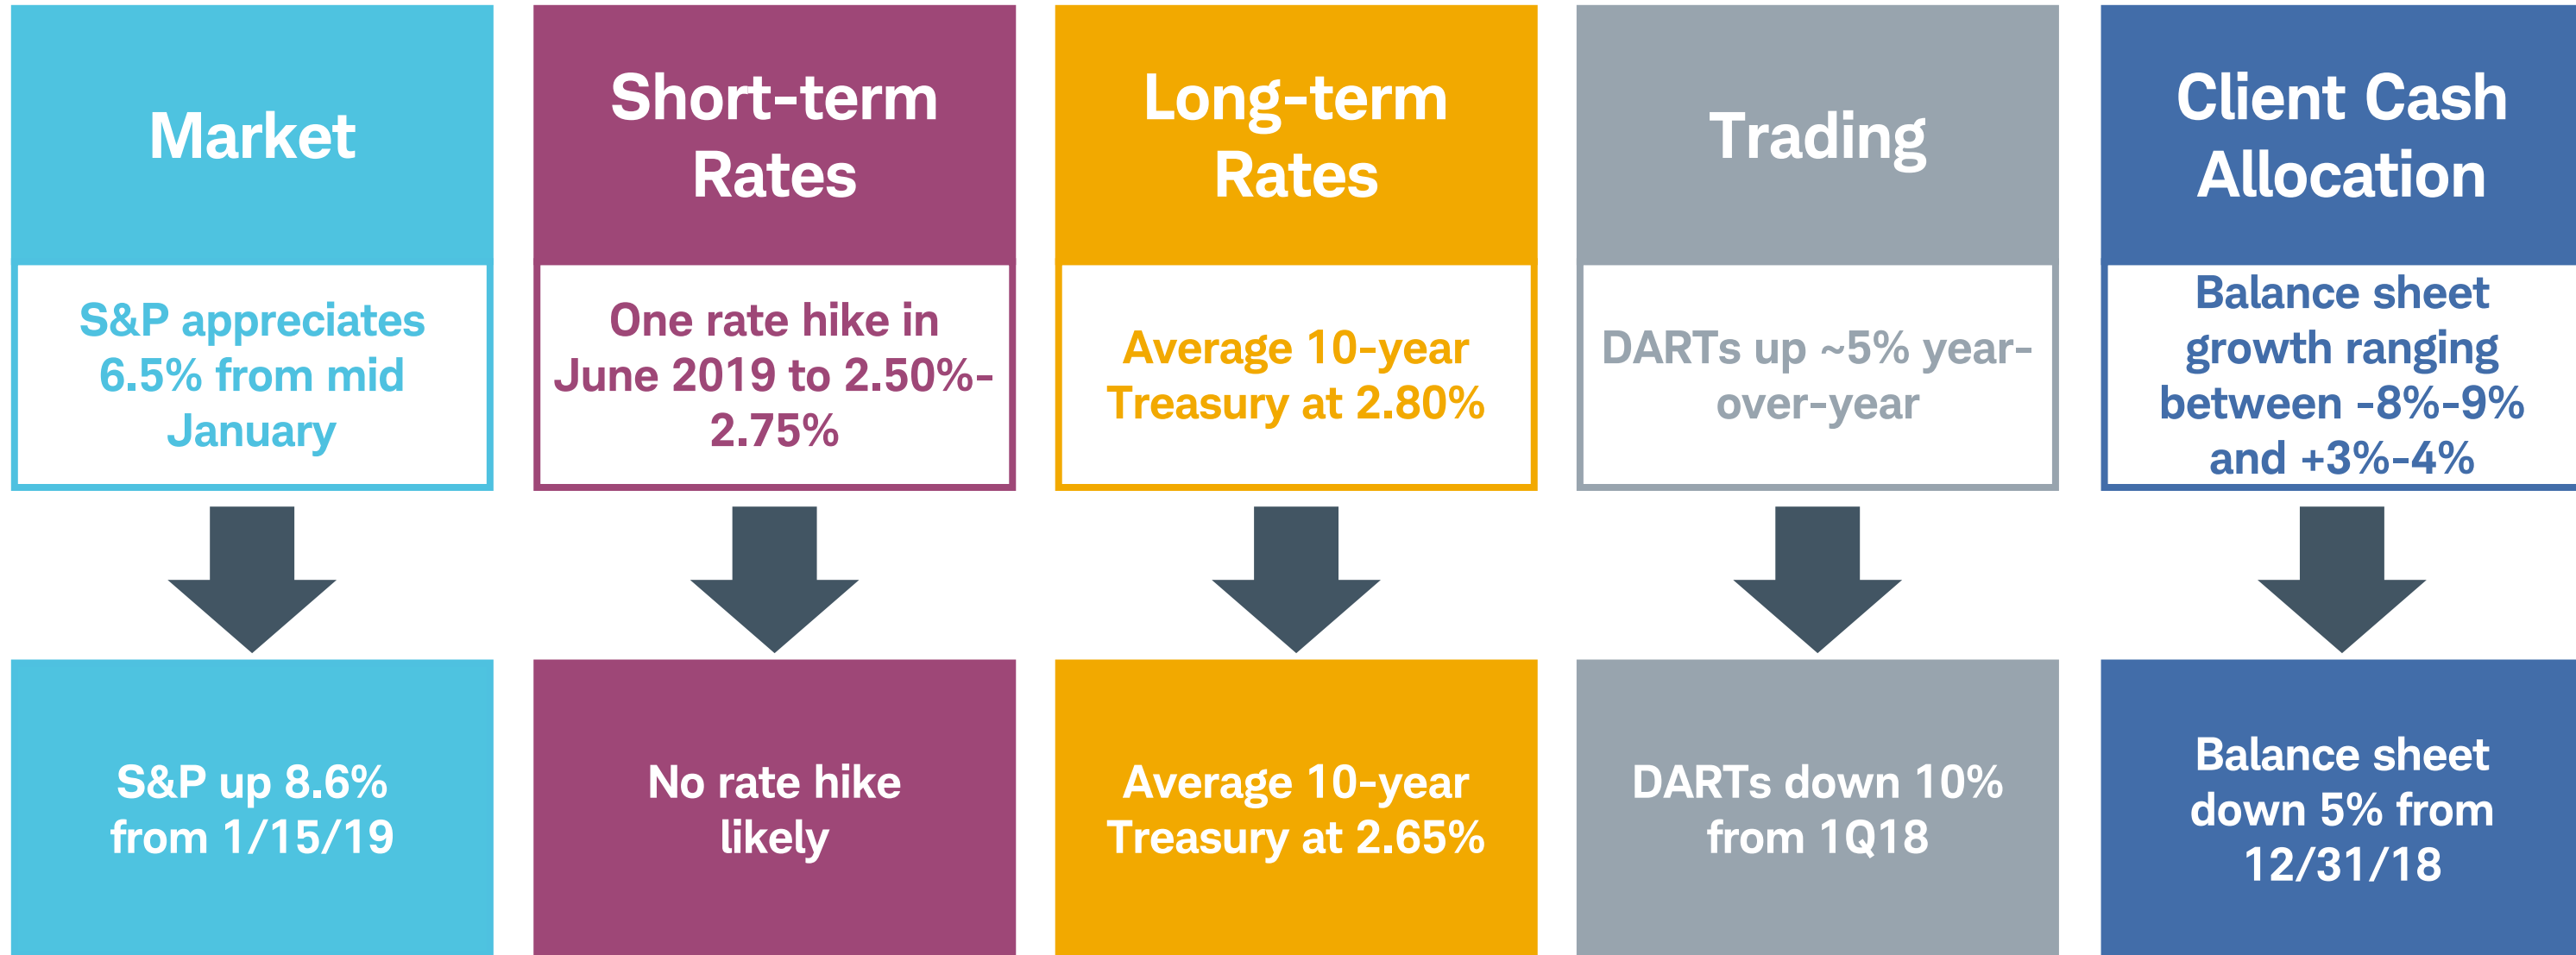 Market
Short-term
Rates
Long-term
Rates
Trading
Client Cash
Allocation
S&P appreciates
6.5% from mid
January
One rate hike in
June 2019 to 2.50%-
2.75%
Average 10-year
Treasury at 2.80%
DARTs up ~5% year-
over-year
Balance sheet
growth ranging
between -8%-9%
and +3%-4%
S&P up 8.6%
from 1/15/19
No rate hike
likely
Average 10-year
Treasury at 2.65%
DARTs down 10%
from 1Q18
Balance sheet
down 5% from
12/31/18